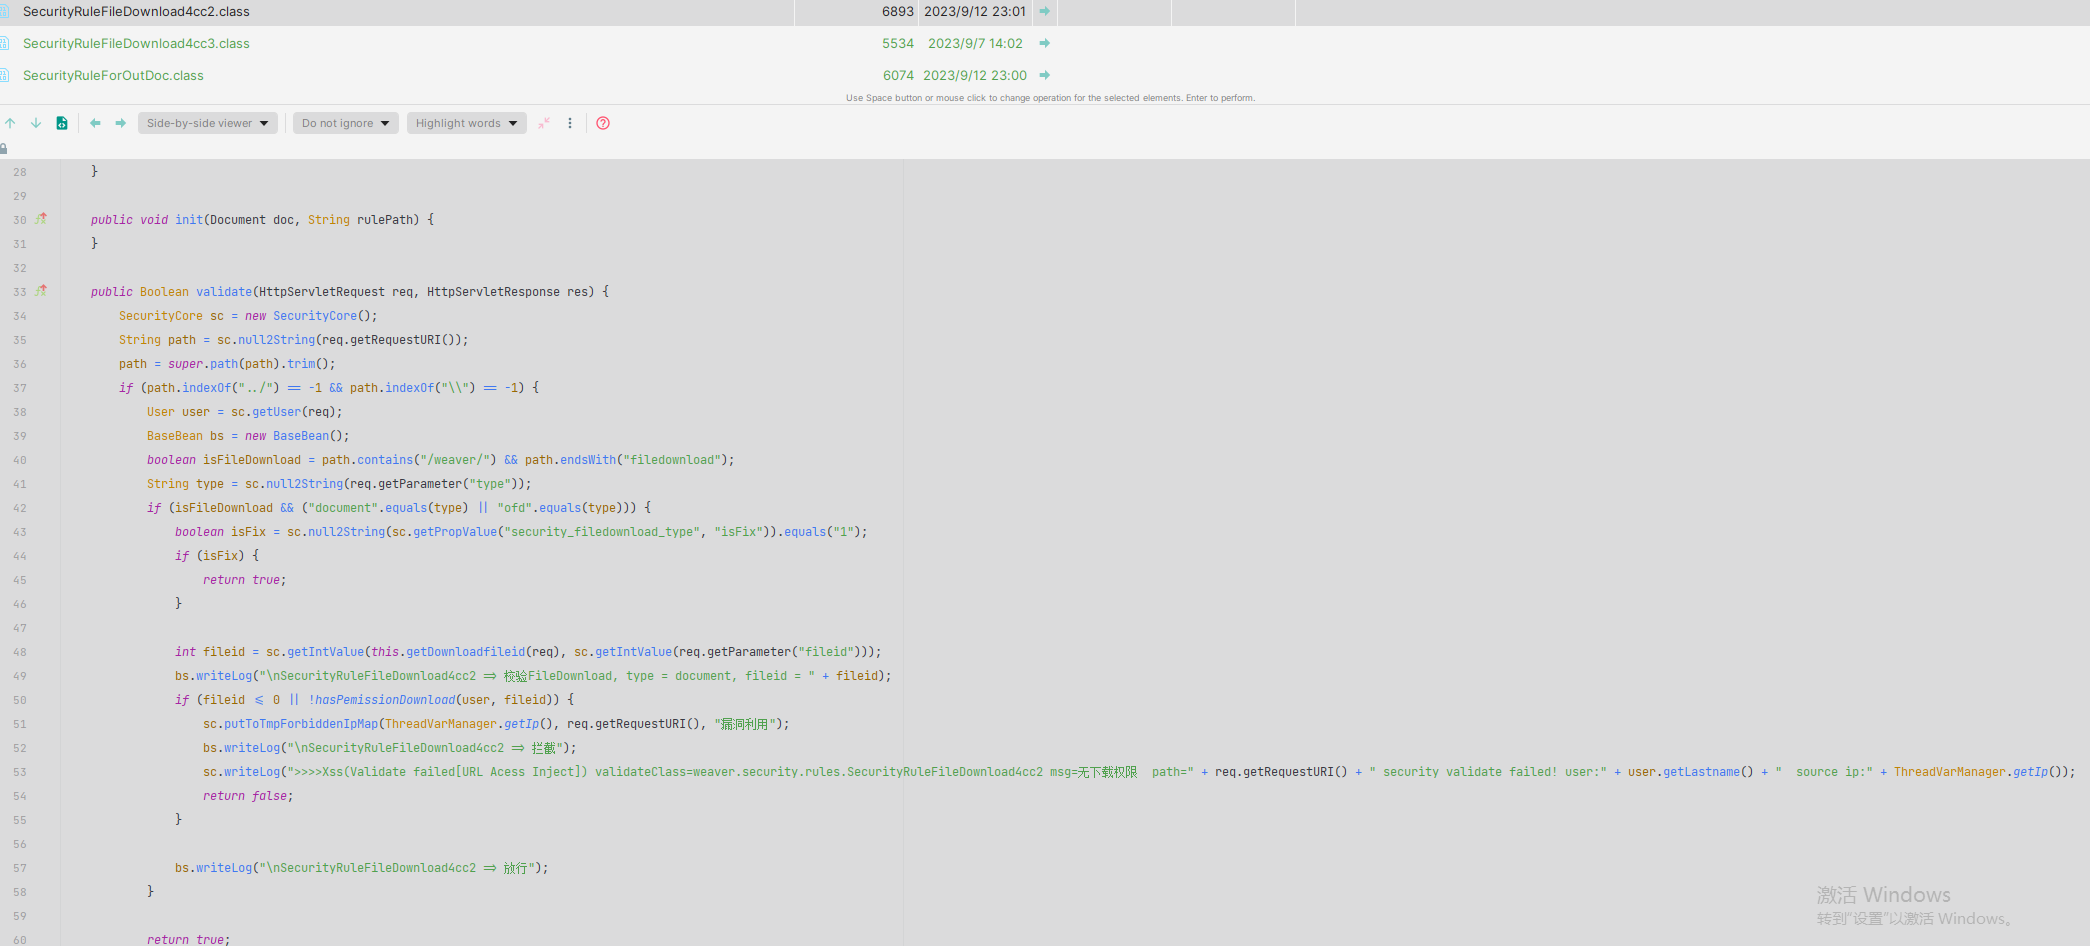 SecurityRuleFileDownload4cc2.class 6893 2023/9/12 23:01
SecurityRuleFileDownload4cc3.class 5534 2023/9/7 14:02
SecurityRuleForOutDoc.class 6074 2023/9/12 23:00
Use Space button or mouse click to change operation for the selected elements. Enter to perform.
Side-by-side viewer Do not ignore Highlight words
28 }
29
30 public void init(Document doc, String rulePath) {
31 }
32
33 public Boolean validate(HttpServletRequest req, HttpServletResponse res) {
34 SecurityCore sc = new SecurityCore();
35 String path = sc.null2String(req.getRequestURI());
36 path = super.path(path).trim();
37 if (path.indexOf("../") == -1 && path.indexOf("\\") == -1) {
38 User user = sc.getUser(req);
39 BaseBean bs = new BaseBean();
40 boolean isFileDownload = path.contains("/weaver/") && path.endsWith("filedownload");
41 String type = sc.null2String(req.getParameter("type"));
42 if (isFileDownload && ("document".equals(type) || "ofd".equals(type))) {
43 boolean isFix = sc.null2String(sc.getPropValue("security_filedownload_type", "isFix")).equals("1");
44 if (isFix) {
45 return true;
46 }
47
48 int fileid = sc.getIntValue(this.getDownloadfileid(req), sc.getIntValue(req.getParameter("fileid")));
49 bs.writeLog("\nSecurityRuleFileDownload4cc2 => 校验FileDownload, type = document, fileid = " + fileid);
50 if (fileid <= 0 || !hasPemissionDownload(user, fileid)) {
51 sc.putToTmpForbiddenIpMap(ThreadVarManager.getIp(), req.getRequestURI(), "漏洞利用");
52 bs.writeLog("\nSecurityRuleFileDownload4cc2 => 拦截");
53 sc.writeLog(">>>>Xss(Validate failed[URL Acess Inject]) validateClass=weaver.security.rules.SecurityRuleFileDownload4cc2 msg=无下载权限  path=" + req.getRequestURI() + " security validate failed! user:" + user.getLastname() + "  source ip:" + ThreadVarManager.getIp());
54 return false;
55 }
56
57 bs.writeLog("\nSecurityRuleFileDownload4cc2 => 放行");
58 }
59
60 return true;
激活 Windows
转到"设置"以激活 Windows。